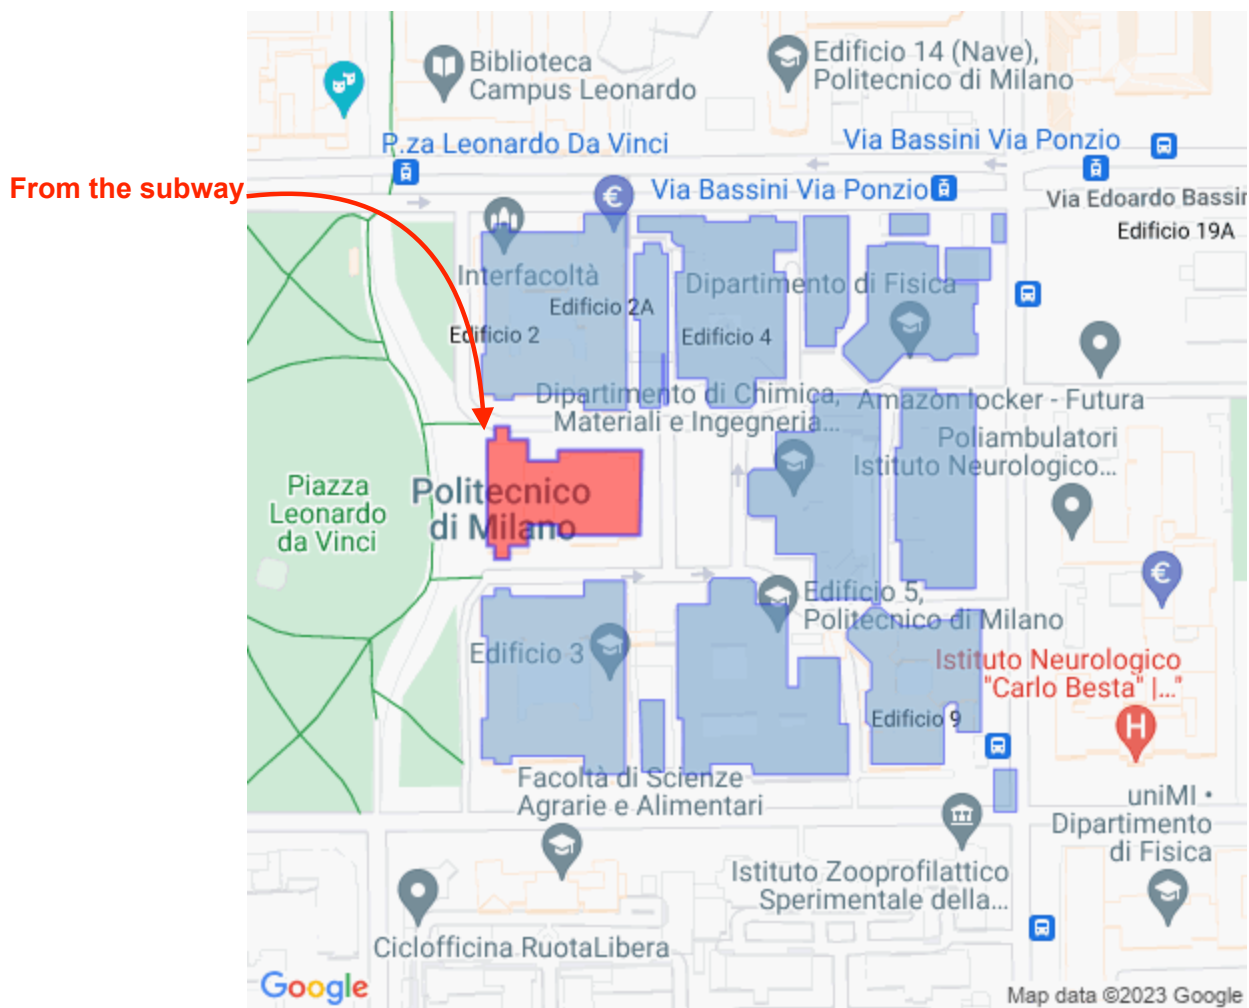 Biblioteca
Campus Leonardo
Edificio 14 (Nave),
Politecnico di Milano
P.za Leonardo Da Vinci
Via Bassini Via Ponzio
From the subway
€
Via Bassini Via Ponzio
Via Edoardo Bassin
Edificio 19A
Interfacoltà
Dipartimento di Fisica
Edificio 2A
Edificio 2
Edificio 4
Dipartimento di Chimica,
Materiali e Ingegneria...
Amazon locker - Futura
Poliambulatori
Istituto Neurologico...
Piazza
Leonardo
da Vinci
Politecnico
di Milano
€
Edificio 5,
Politecnico di Milano
Edificio 3
Istituto Neurologico
"Carlo Besta" |..."
Edificio 9
H
Facoltà di Scienze
Agrarie e Alimentari
uniMI •
Dipartimento
di Fisica
Istituto Zooprofilattico
Sperimentale della...
Ciclofficina RuotaLibera
Google
Map data ©2023 Google